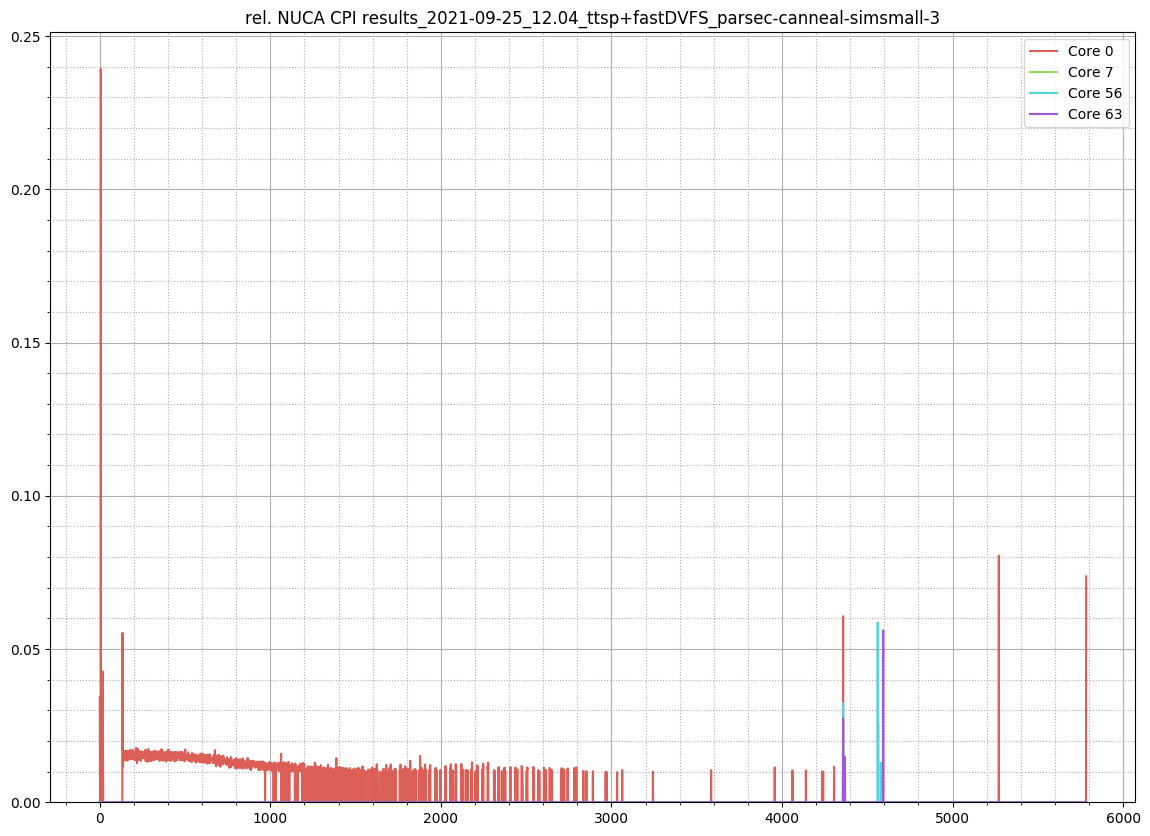 rel. NUCA CPI results_2021-09-25_12.04_ttsp+fastDVFS_parsec-canneal-simsmall-3
0.25
0.20
0.15
0.10
0.05
0.00
Core 0
Core 7
Core 56
Core 63
0 1000 2000 3000 4000 5000 6000